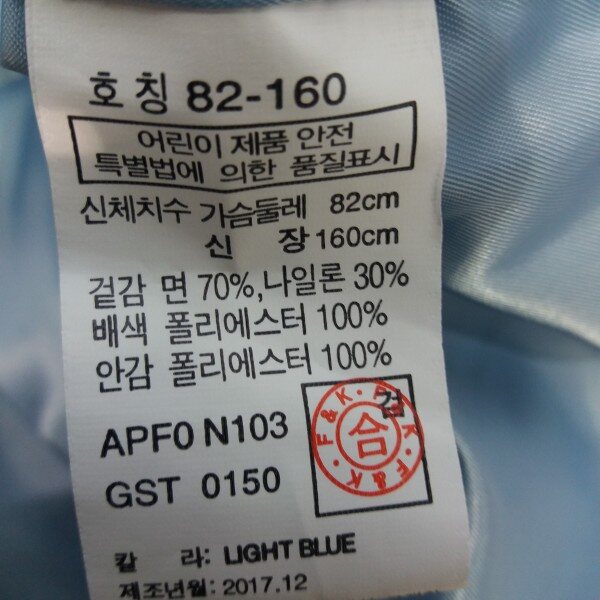 호 칭 82-160
어린이 제품 안전
특별법에 의한 품질표시
신체치수 가슴둘레 82cm
신 장 160cm
겉감 면 70%,나일론 30%
배색 폴리에스터 100%
안감 폴리에스터 100%
검
F&K · F&K · F&K ·
합
APF0 N103
GST 0150
칼 라: LIGHT BLUE
제조년월: 2017.12